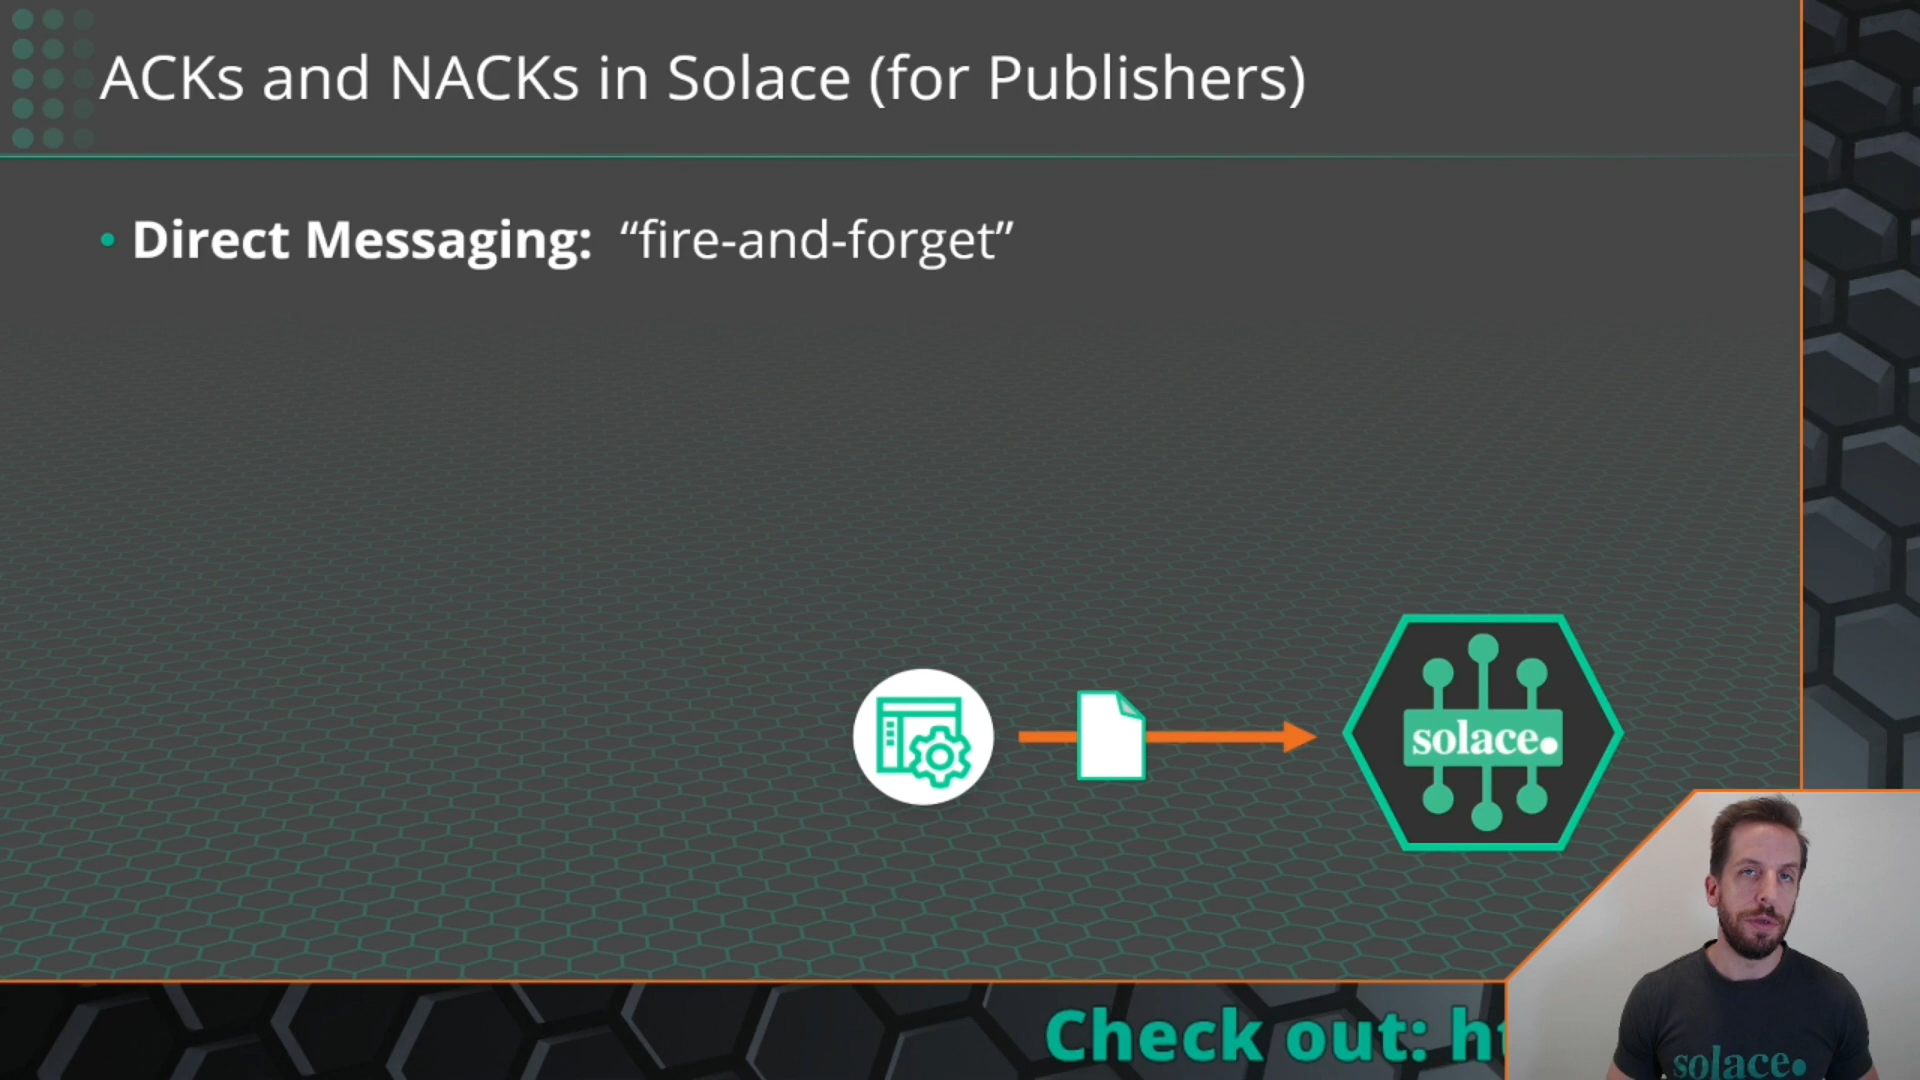 ACKs and NACKs in Solace (for Publishers)
• Direct Messaging: “fire-and-forget”
solace.
Check out:
solace.